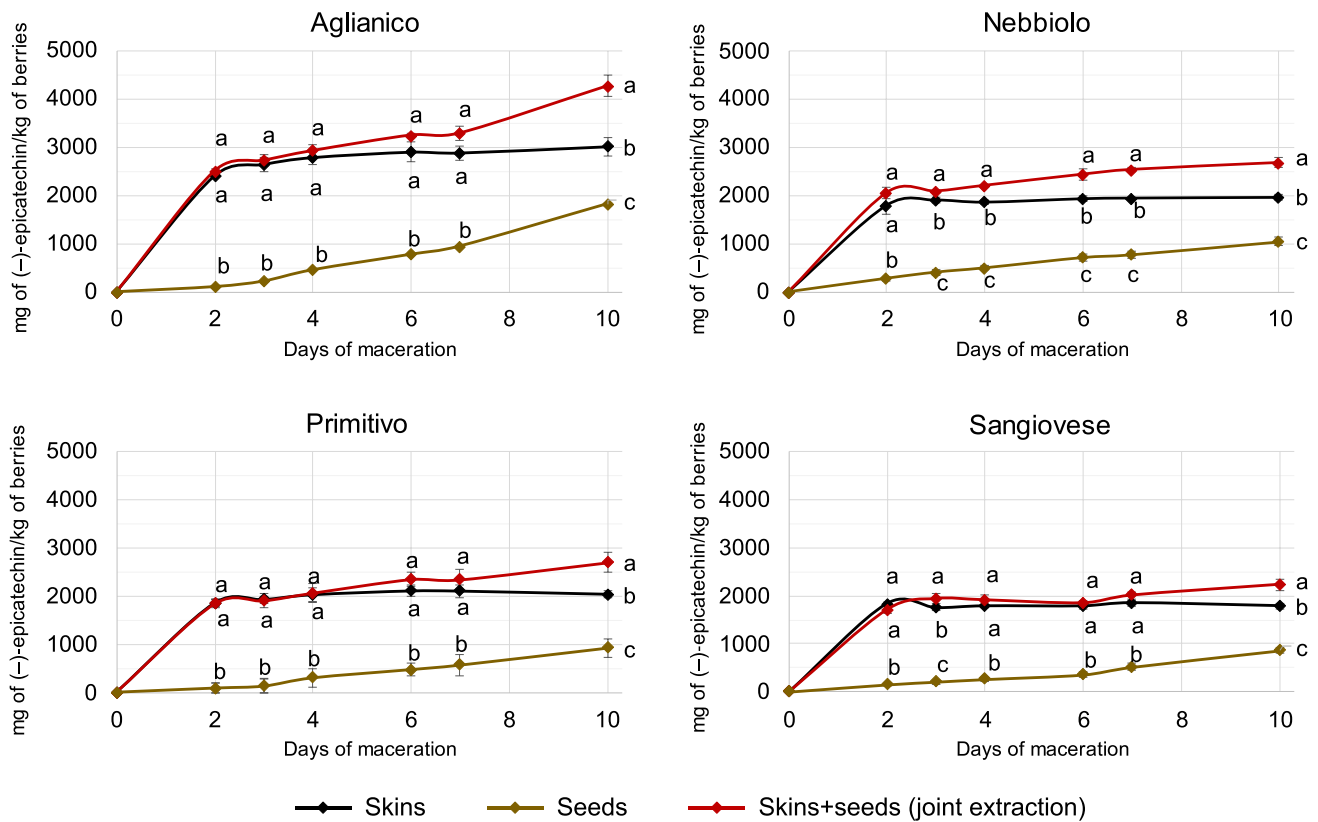 Aglianico
mg of (–)-epicatechin/kg of berries
5000
4000
3000
2000
1000
0
a a a a a a
a a a a a b
b b b b b c
0 2 4 6 8 10
Days of maceration
Nebbiolo
mg of (–)-epicatechin/kg of berries
5000
4000
3000
2000
1000
0
a a a a a a
a b b b b b
b c c c c c
0 2 4 6 8 10
Days of maceration
Primitivo
mg of (–)-epicatechin/kg of berries
5000
4000
3000
2000
1000
0
a a a a a a
a a a a a b
b b b b b c
0 2 4 6 8 10
Days of maceration
Sangiovese
mg of (–)-epicatechin/kg of berries
5000
4000
3000
2000
1000
0
a a a a a a
a b a a a b
b c b b b c
0 2 4 6 8 10
Days of maceration
Skins Seeds Skins+seeds (joint extraction)